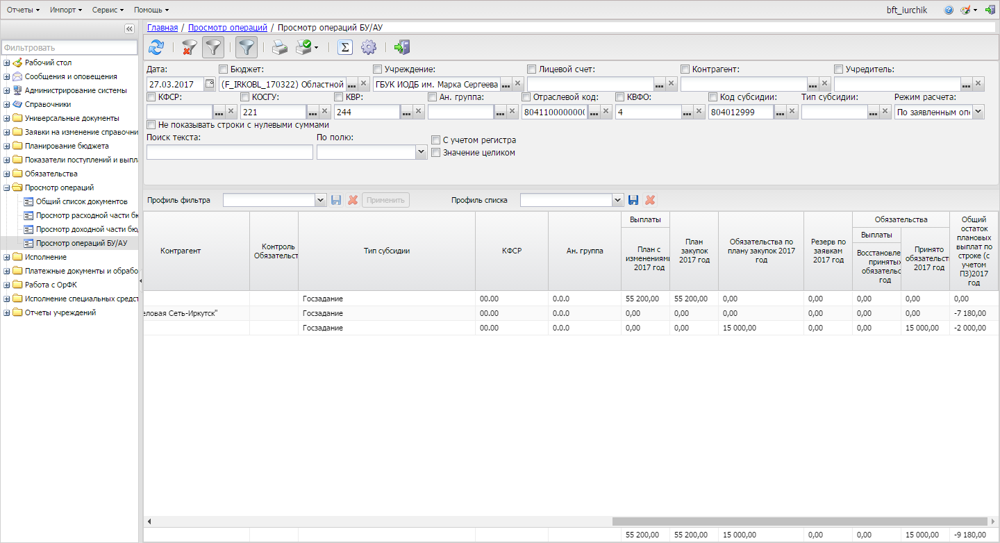 Отчеты Импорт Сервис Помощь bft_iurchik
Главная / Просмотр операций / Просмотр операций БУ/АУ
Фильтровать
Рабочий стол
Сообщения и оповещения
Администрирование системы
Справочники
Универсальные документы
Заявки на изменение справочни
Планирование бюджета
Показатели поступлений и выпла
Обязательства
Просмотр операций
Общий список документов
Просмотр расходной части бю
Просмотр доходной части бюд
Просмотр операций БУ/АУ
Исполнение
Платежные документы и обрабо
Работа с ОрФК
Исполнение специальных средст
Отчеты учреждений
Дата: Бюджет: Учреждение: Лицевой счет: Контрагент: Учредитель:
27.03.2017 (F_IRKOBL_170322) Областной ... ГБУК ИОДБ им. Марка Сергеева ... ... ... ...
КФСР: КОСГУ: КВР: Ан. группа: Отраслевой код: КВФО: Код субсидии: Тип субсидии: Режим расчета:
... 221 ... 244 ... ... 8041100000000 ... 4 ... 804012999 ... ... По заявленным опе
Не показывать строки с нулевыми суммами
Поиск текста: По полю: С учетом регистра
Значение целиком
Профиль фильтра Применить Профиль списка
Контрагент
Контроль
Обязательст
Тип субсидии
КФСР
Ан. группа
Выплаты
План с
изменениями
2017 год
План
закупок
2017 год
Обязательства по
плану закупок 2017
год
Резерв по
заявкам
2017 год
Обязательства
Выплаты
Восстановле
принятых
обязательс
год
Принято
обязательст
2017 год
Общий
остаток
плановых
выплат по
строке (с
учетом
ПЗ)2017
год
Госзадание 00.00 0.0.0 55 200,00 55 200,00 0,00 0,00 0,00 0,00 0,00
еловая Сеть-Иркутск" Госзадание 00.00 0.0.0 0,00 0,00 0,00 0,00 0,00 0,00 -7 180,00
Госзадание 00.00 0.0.0 0,00 0,00 15 000,00 0,00 0,00 15 000,00 -2 000,00
55 200,00 55 200,00 15 000,00 0,00 0,00 15 000,00 -9 180,00